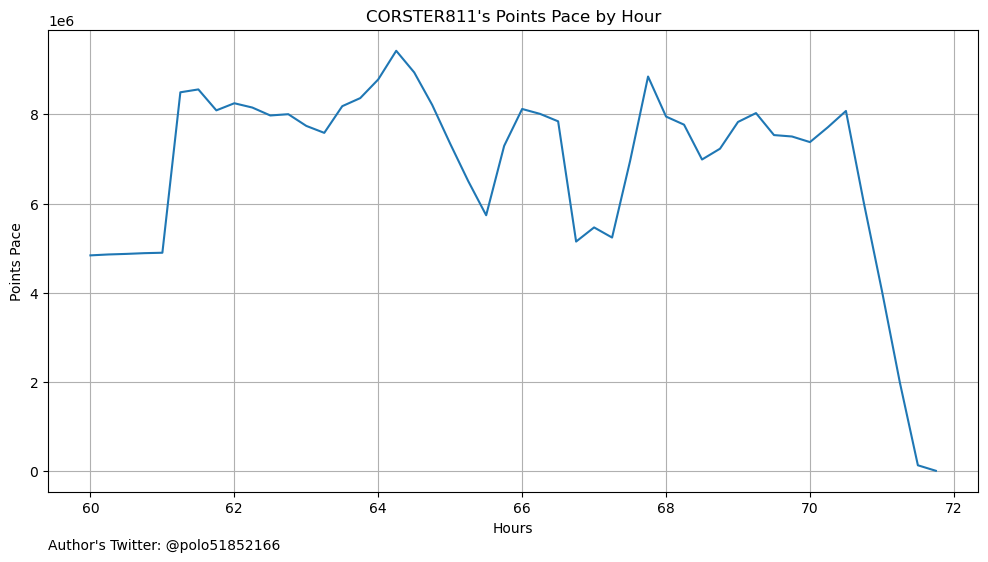 CORSTER811's Points Pace by Hour
1e6
8
6
4
2
0
Points Pace
60 62 64 66 68 70 72
Hours
Author's Twitter: @polo51852166